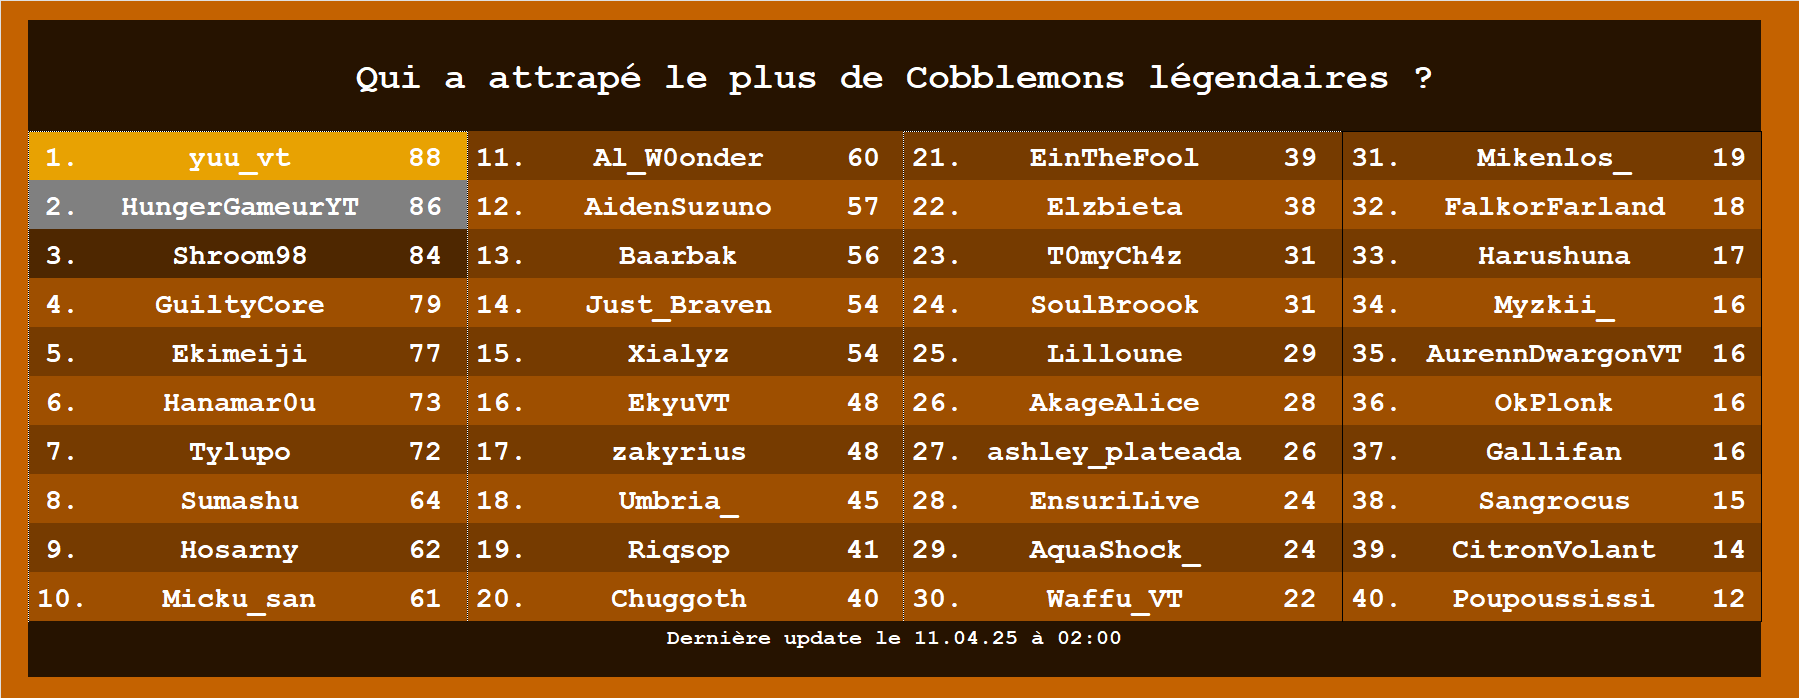 Qui a attrapé le plus de Cobblemons légendaires ?
1. yuu_vt 88
2. HungerGameurYT 86
3. Shroom98 84
4. GuiltyCore 79
5. Ekimeiji 77
6. Hanamar0u 73
7. Tylupo 72
8. Sumashu 64
9. Hosarny 62
10. Micku_san 61
11. Al_W0onder 60
12. AidenSuzuno 57
13. Baarbak 56
14. Just_Braven 54
15. Xialyz 54
16. EkyuVT 48
17. zakyrius 48
18. Umbria_ 45
19. Riqsop 41
20. Chuggoth 40
21. EinTheFool 39
22. Elzbieta 38
23. T0myCh4z 31
24. SoulBroook 31
25. Lilloune 29
26. AkageAlice 28
27. ashley_plateada 26
28. EnsuriLive 24
29. AquaShock_ 24
30. Waffu_VT 22
31. Mikenlos_ 19
32. FalkorFarland 18
33. Harushuna 17
34. Myzkii_ 16
35. AurennDwargonVT 16
36. OkPlonk 16
37. Gallifan 16
38. Sangrocus 15
39. CitronVolant 14
40. Poupoussissi 12
Dernière update le 11.04.25 à 02:00